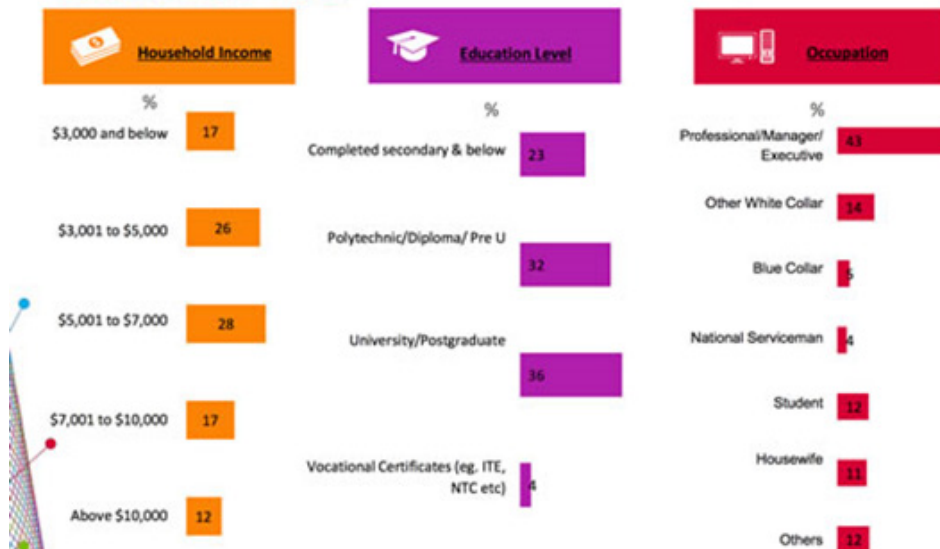 Household Income
%
$3,000 and below
17
$3,001 to $5,000
26
$5,001 to $7,000
28
$7,001 to $10,000
17
Above $10,000
12
Education Level
%
Completed secondary & below
23
Polytechnic/Diploma/ Pre U
32
University/Postgraduate
36
Vocational Certificates (eg. ITE,
NTC etc)
4
Occupation
%
Professional/Manager/
Executive
43
Other White Collar
14
Blue Collar
5
National Serviceman
4
Student
12
Housewife
11
Others
12